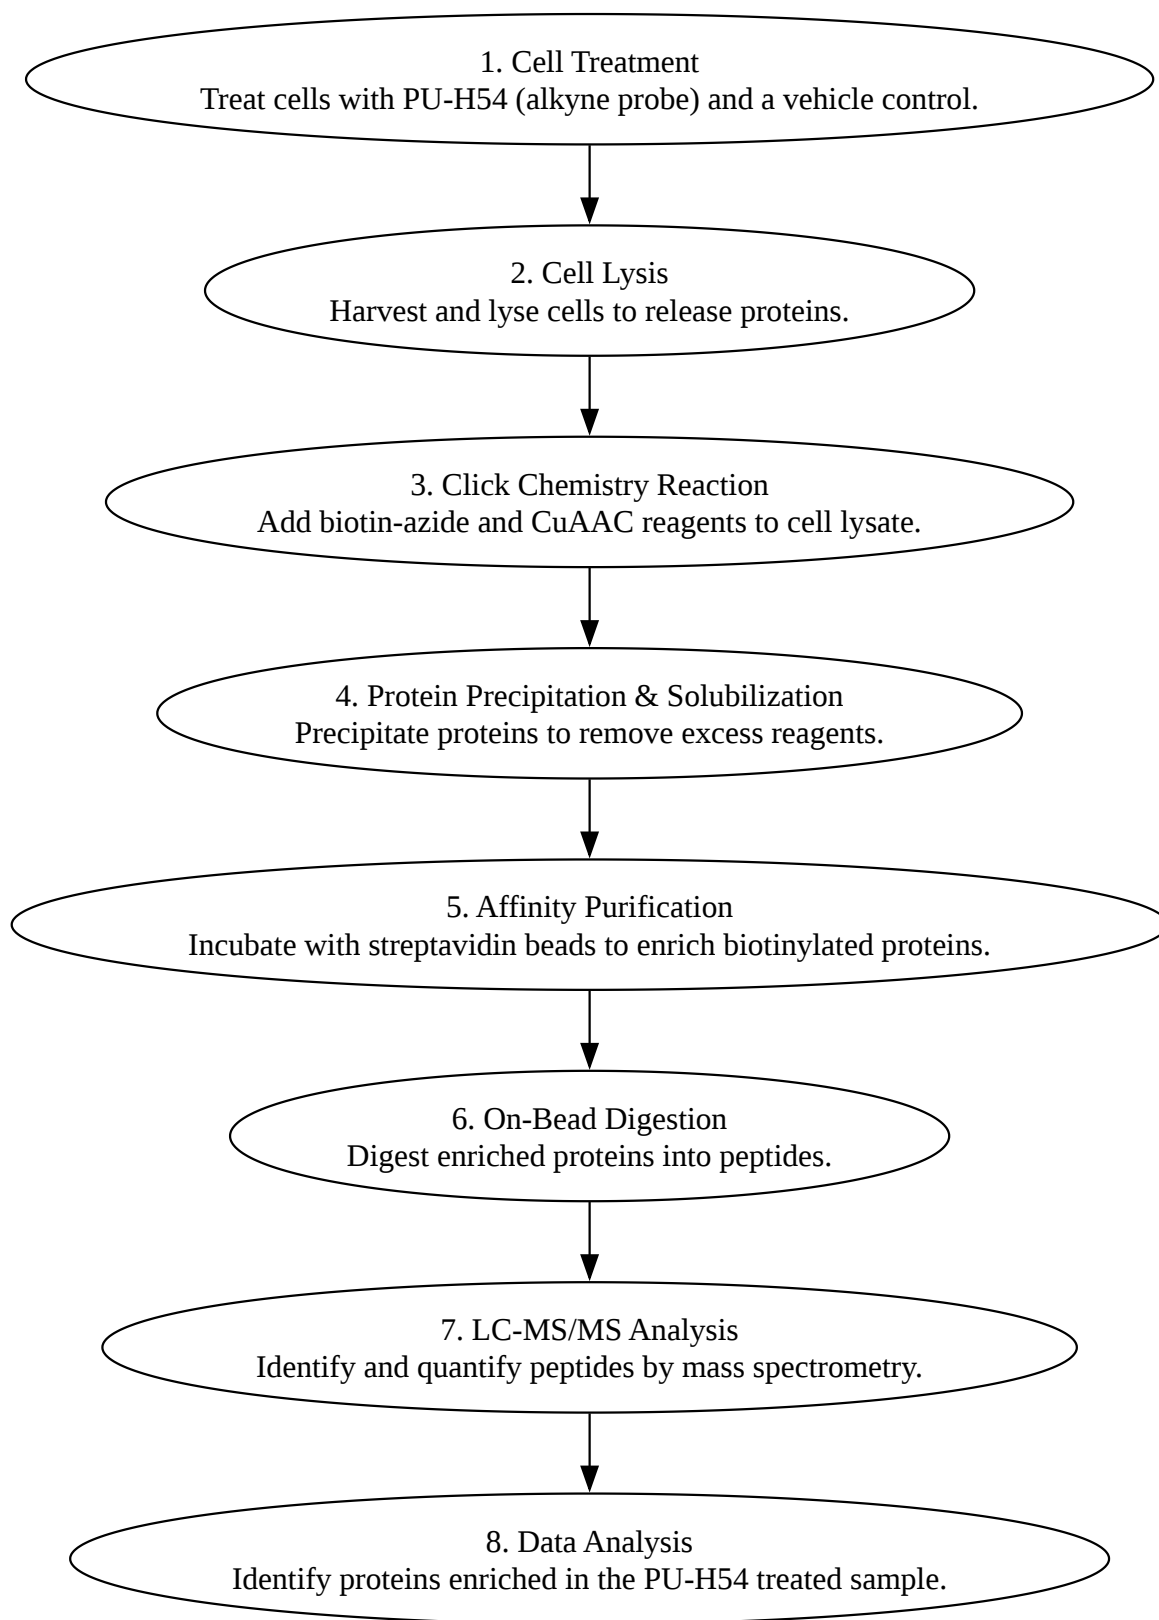 1. Cell Treatment
Treat cells with PU-H54 (alkyne probe) and a vehicle control.
2. Cell Lysis
Harvest and lyse cells to release proteins.
3. Click Chemistry Reaction
Add biotin-azide and CuAAC reagents to cell lysate.
4. Protein Precipitation & Solubilization
Precipitate proteins to remove excess reagents.
5. Affinity Purification
Incubate with streptavidin beads to enrich biotinylated proteins.
6. On-Bead Digestion
Digest enriched proteins into peptides.
7. LC-MS/MS Analysis
Identify and quantify peptides by mass spectrometry.
8. Data Analysis
Identify proteins enriched in the PU-H54 treated sample.